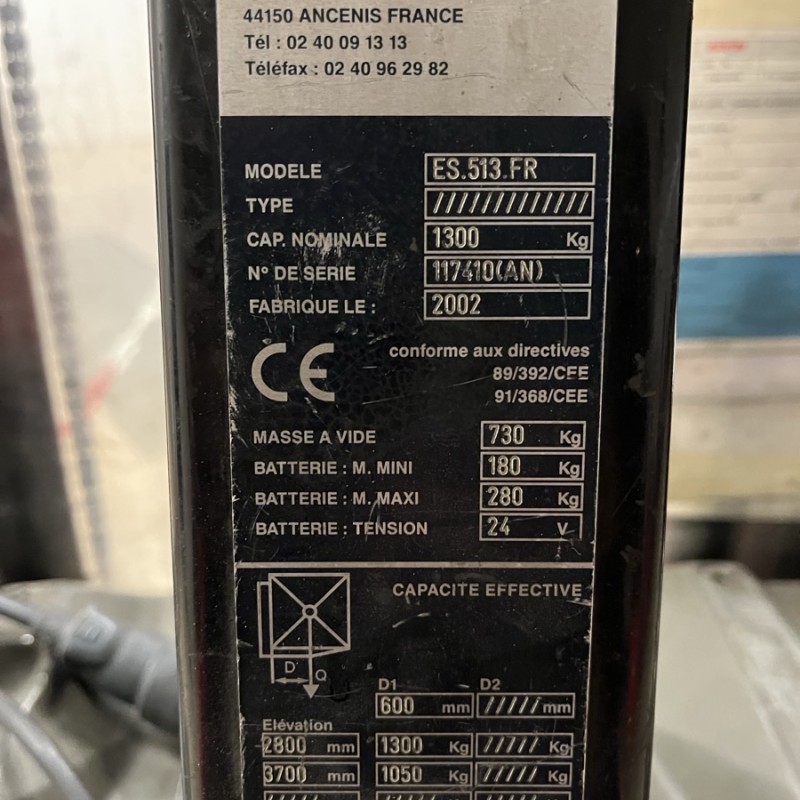 44150 ANCENIS FRANCE
Tél : 02 40 09 13 13
Téléfax : 02 40 96 29 82
MODELE ES.513.FR
TYPE /////////////
CAP. NOMINALE 1300 Kg
N° DE SERIE 117410(AN)
FABRIQUE LE : 2002
CE conforme aux directives
89/392/CEE
91/368/CEE
MASSE A VIDE 730 Kg
BATTERIE : M. MINI 180 Kg
BATTERIE : M. MAXI 280 Kg
BATTERIE : TENSION 24 V
CAPACITE EFFECTIVE
D Q
D1 D2
600 mm ///// mm
Elévation
2800 mm 1300 Kg ///// Kg
3700 mm 1050 Kg ///// Kg